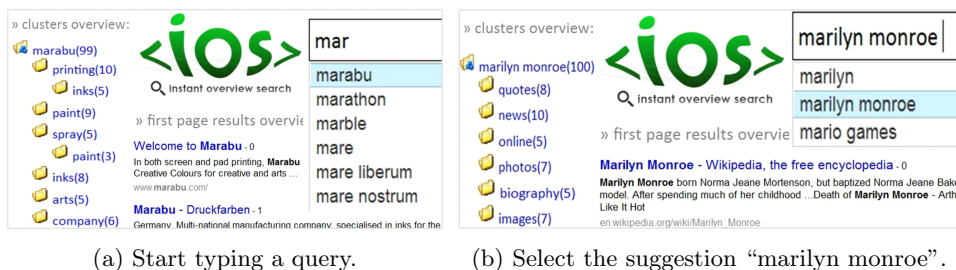 » clusters overview:
marabu(99)
printing(10)
inks(5)
paint(9)
spray(5)
paint(3)
inks(8)
arts(5)
company(6)
<ios>
instant overview search
» first page results overvie
Welcome to Marabu - 0
In both screen and pad printing, Marabu
Creative Colours for creative and arts ...
www.marabu.com/
Marabu - Druckfarben - 1
Germany. Multi-national manufacturing company, specialised in inks for the
mar
marabu
marathon
marble
mare
mare liberum
mare nostrum
(a) Start typing a query.
» clusters overview:
marilyn monroe(100)
quotes(8)
news(10)
online(5)
photos(7)
biography(5)
images(7)
<ios>
instant overview search
» first page results overvie
marilyn monroe
marilyn
marilyn monroe
mario games
Marilyn Monroe - Wikipedia, the free encyclopedia - 0
Marilyn Monroe born Norma Jeane Mortenson, but baptized Norma Jeane Bake
model. After spending much of her childhood ...Death of Marilyn Monroe - Arth
Like It Hot
en.wikipedia.org/wiki/Marilyn_Monroe
(b) Select the suggestion “marilyn monroe”.